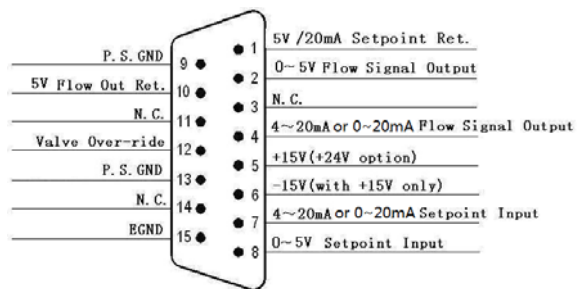 5V /20mA Setpoint Ret.
1
P.S.GND
9
0~5V Flow Signal Output
2
5V Flow Out Ret.
10
N.C.
3
N.C.
11
4~20mA or 0~20mA Flow Signal Output
4
Valve Over-ride
12
+15V(+24V option)
5
P.S.GND
13
-15V(with +15V only)
6
N.C.
14
4~20mA or 0~20mA Setpoint Input
7
EGND
15
0~5V Setpoint Input
8